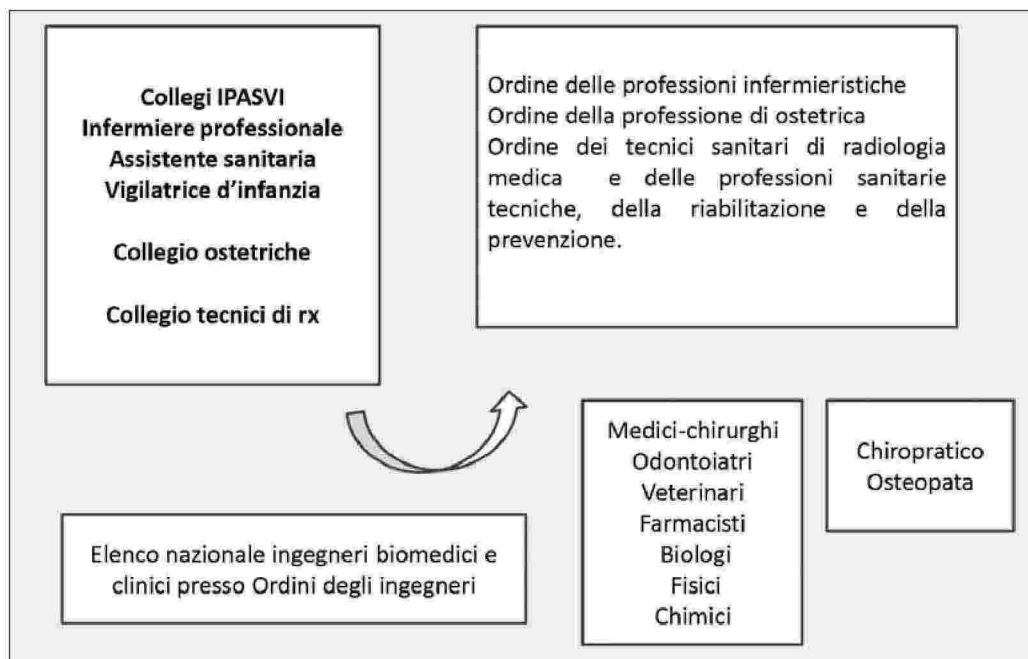 Collegi IPASVI
Infermiere professionale
Assistente sanitaria
Vigilatrice d'infanzia
Collegio ostetriche
Collegio tecnici di rx
Ordine delle professioni infermieristiche
Ordine della professione di ostetrica
Ordine dei tecnici sanitari di radiologia
medica e delle professioni sanitarie
tecniche, della riabilitazione e della
prevenzione.
Elenco nazionale ingegneri biomedici e
clinici presso Ordini degli ingegneri
Medici-chirurghi
Odontoiatri
Veterinari
Farmacisti
Biologi
Fisici
Chimici
Chiropratico
Osteopata